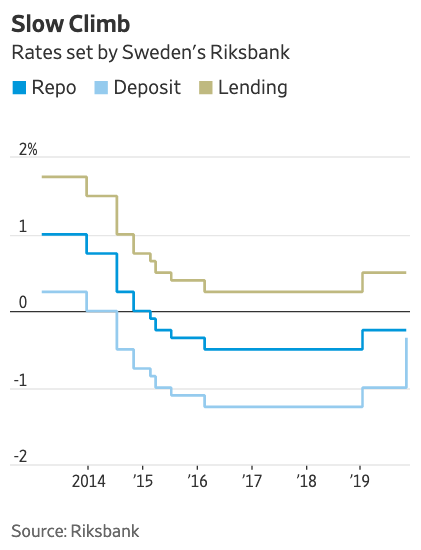 Slow Climb
Rates set by Sweden's Riksbank
Repo Deposit Lending
2%
1
0
-1
-2
2014 '15 '16 '17 '18 '19
Source: Riksbank